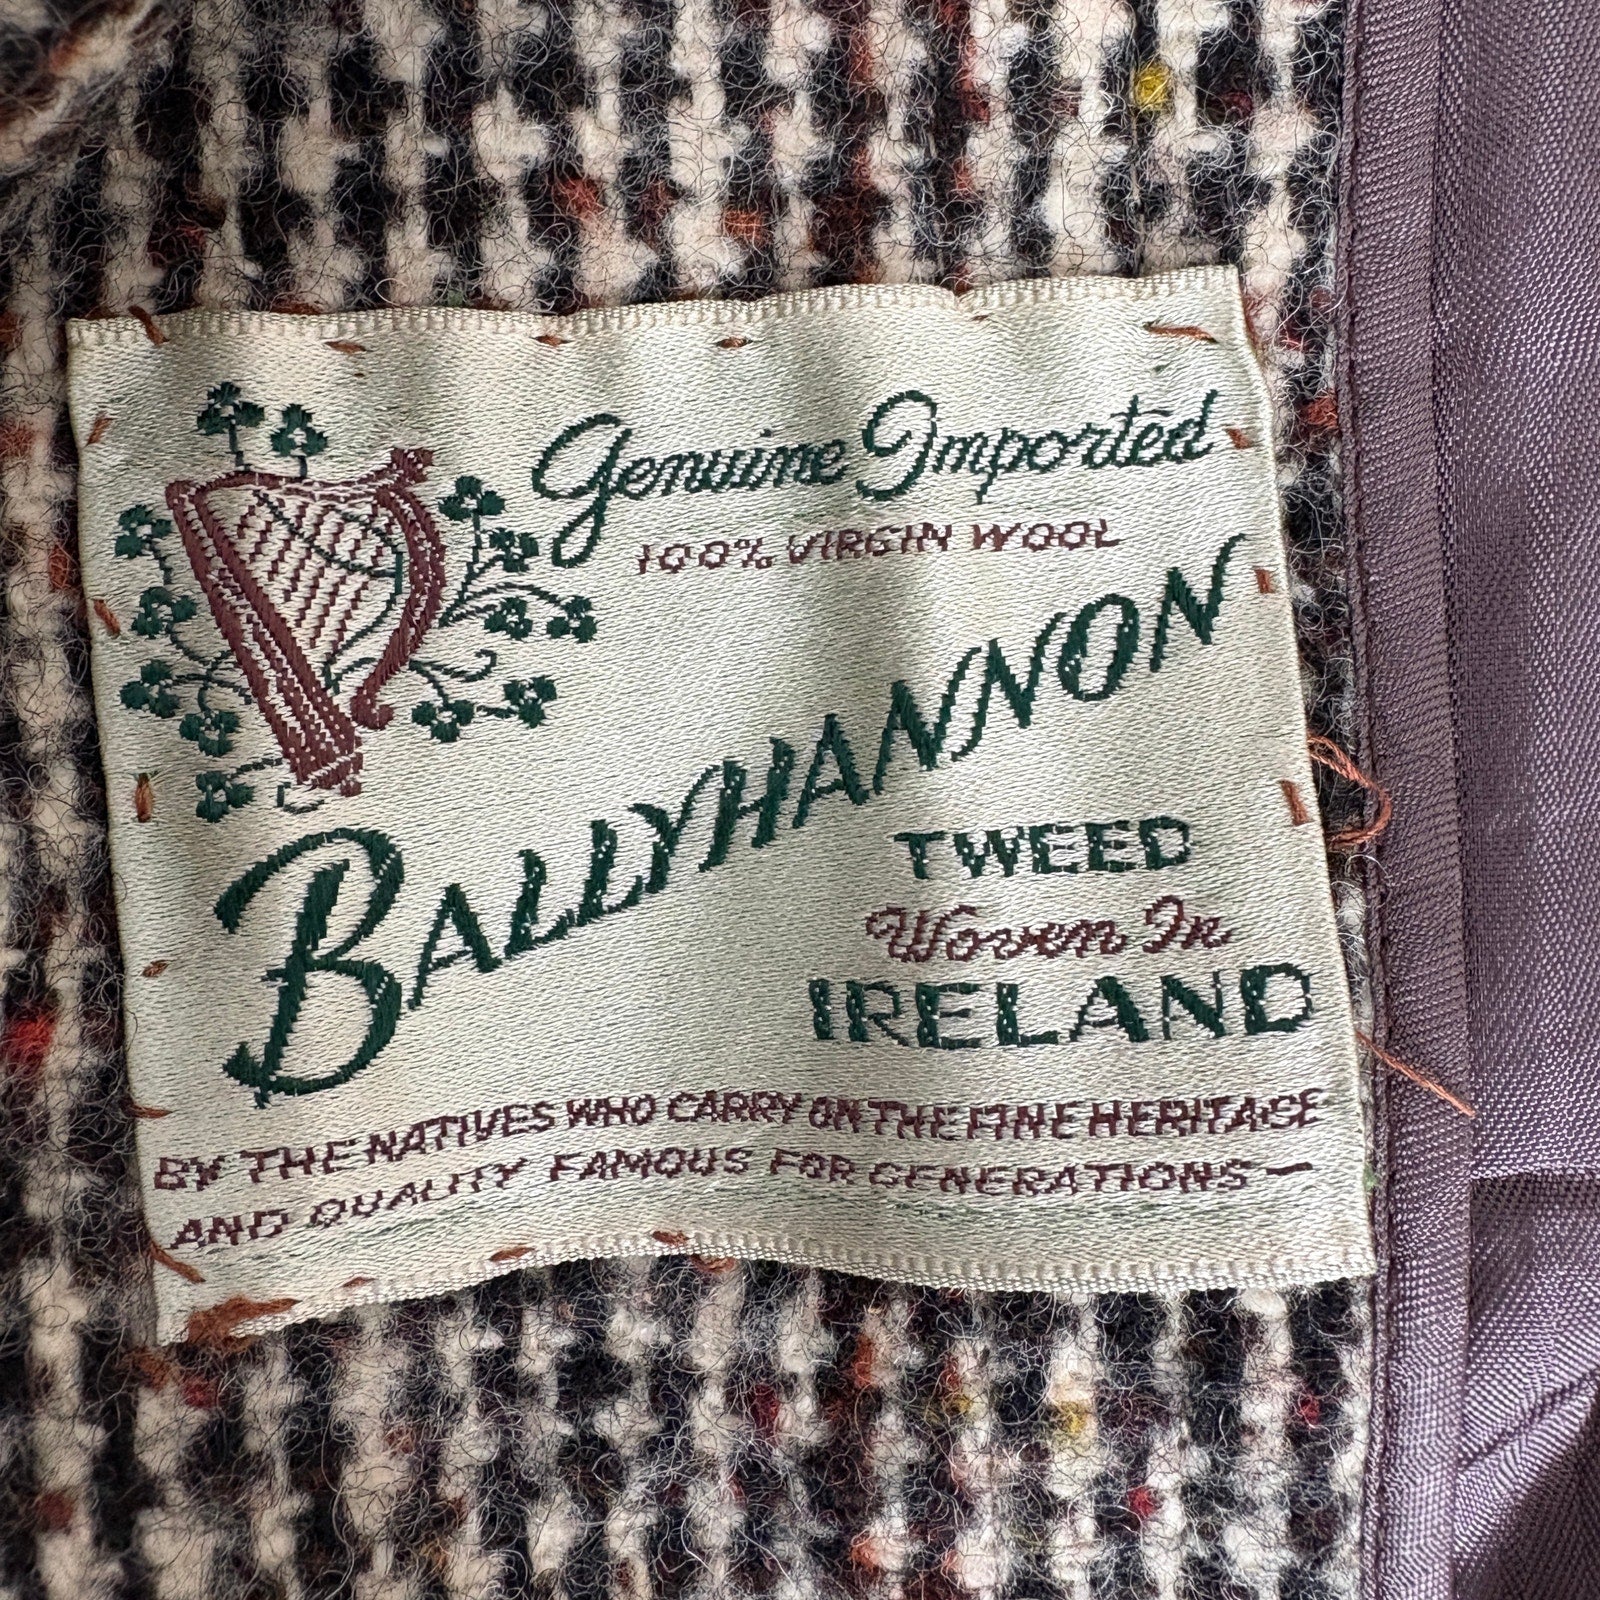 Genuine Imported
100% VIRGIN WOOL
BALLYHANNON
TWEED
Woven In
IRELAND
BY THE NATIVES WHO CARRY ON THE FINE HERITAGE
AND QUALITY FAMOUS FOR GENERATIONS—